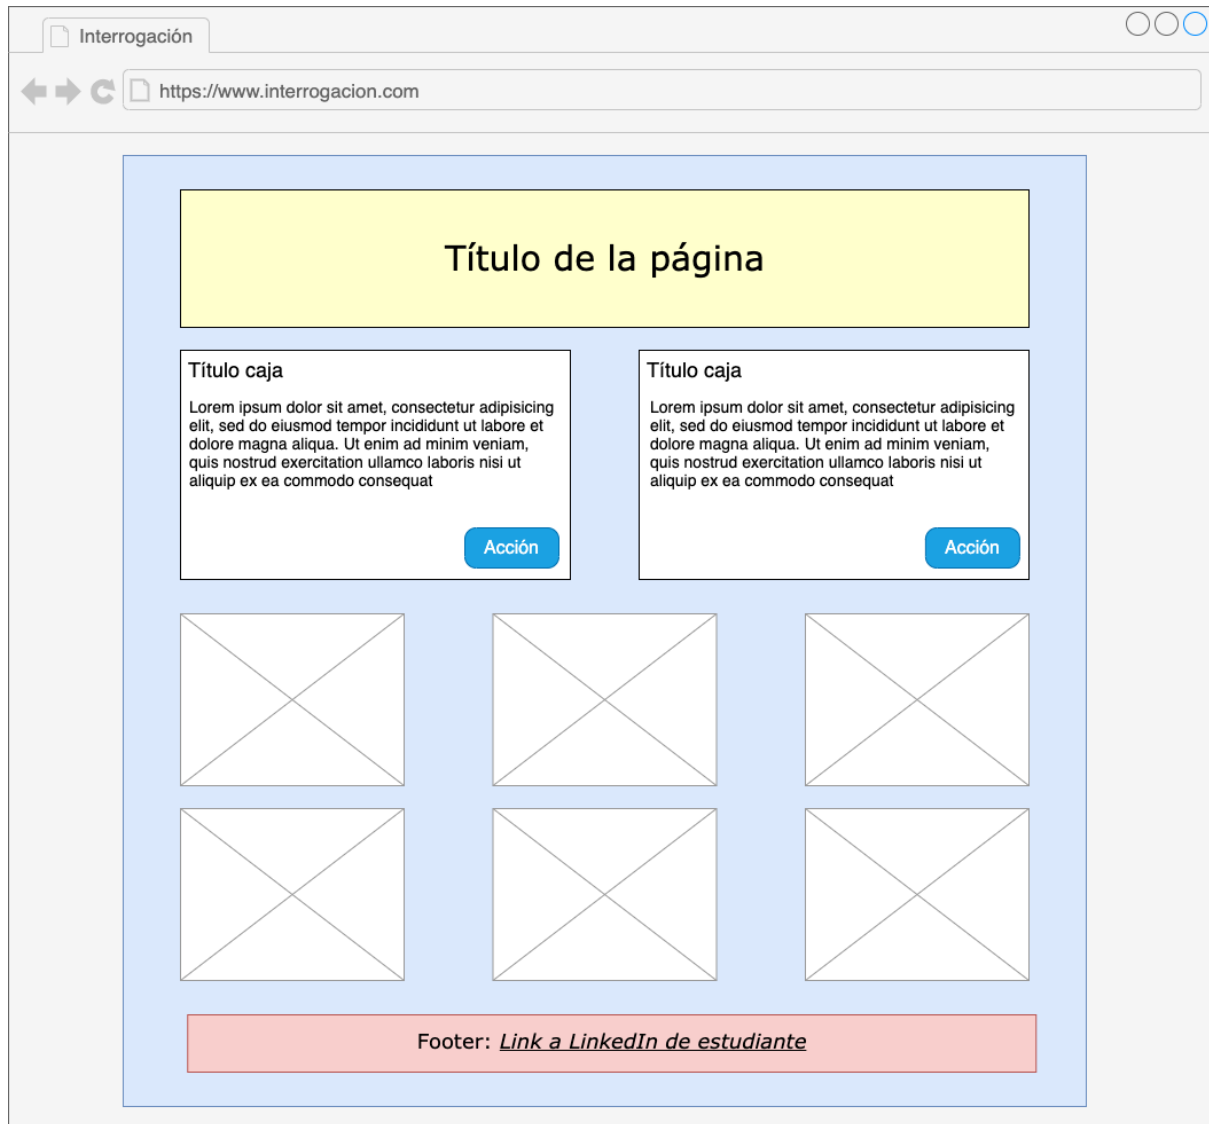 Interrogación
https://www.interrogacion.com
Título de la página
Título caja
Lorem ipsum dolor sit amet, consectetur adipisicing
elit, sed do eiusmod tempor incididunt ut labore et
dolore magna aliqua. Ut enim ad minim veniam,
quis nostrud exercitation ullamco laboris nisi ut
aliquip ex ea commodo consequat
Acción
Título caja
Lorem ipsum dolor sit amet, consectetur adipisicing
elit, sed do eiusmod tempor incididunt ut labore et
dolore magna aliqua. Ut enim ad minim veniam,
quis nostrud exercitation ullamco laboris nisi ut
aliquip ex ea commodo consequat
Acción
Footer: Link a LinkedIn de estudiante